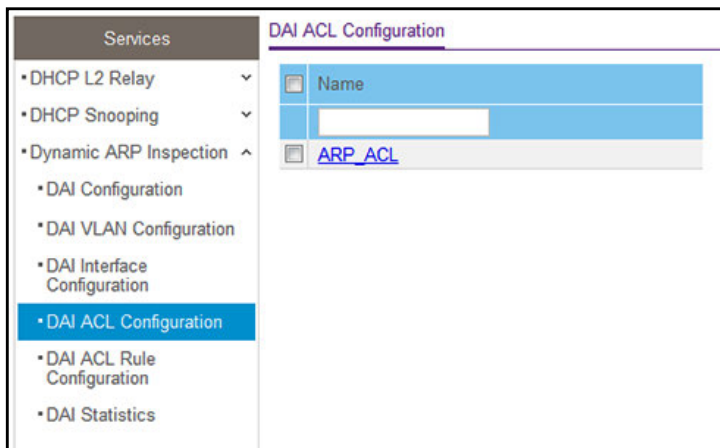 Services
DHCP L2 Relay
DHCP Snooping
Dynamic ARP Inspection
DAI Configuration
DAI VLAN Configuration
DAI Interface
Configuration
DAI ACL Configuration
DAI ACL Rule
Configuration
DAI Statistics
DAI ACL Configuration
Name
ARP_ACL